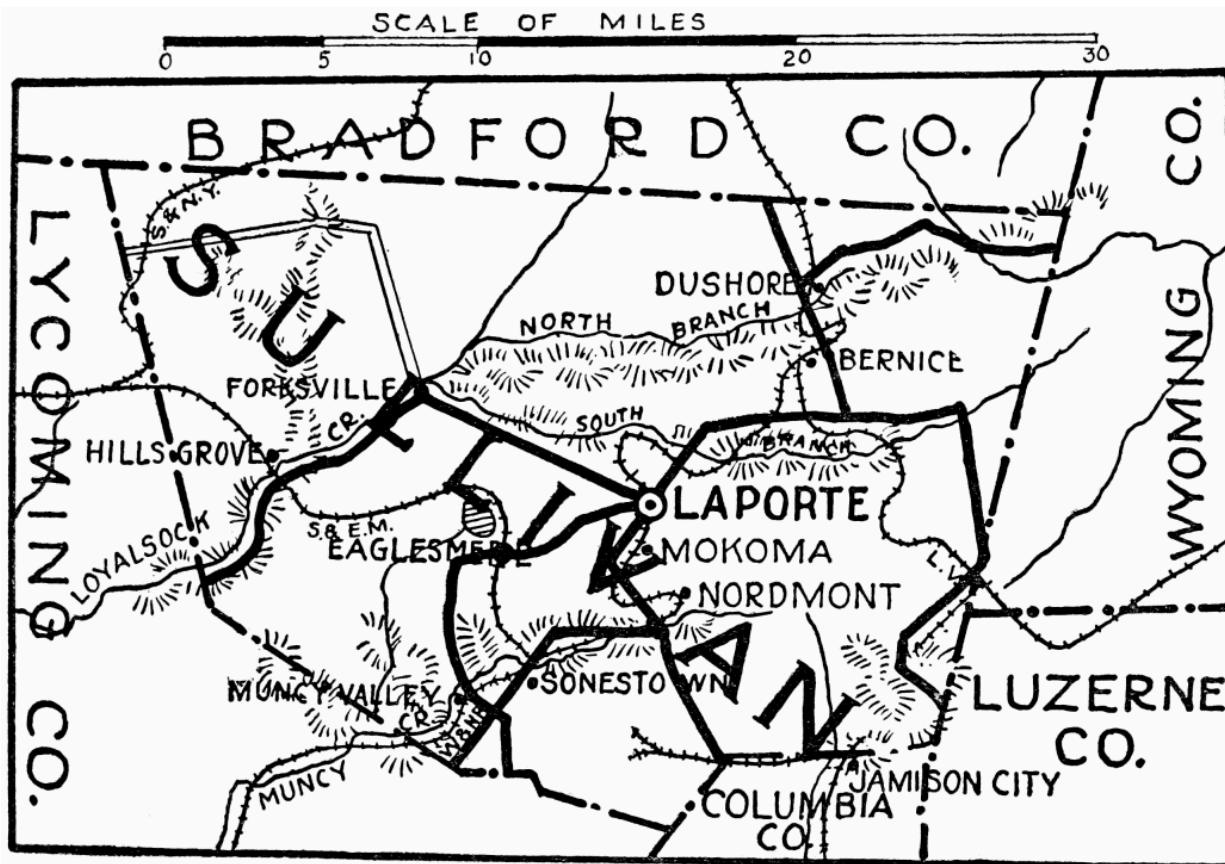 SCALE OF MILES
0 5 10 20 30
BRADFORD CO.
CO.
WYOMING
LYCOMING CO.
SULLIVAN
S. & N.Y.
DUSHORE
NORTH BRANCH
BERNICE
FORKSVILLE
CR.
SOUTH BRANCH
HILLS GROVE
LAPORTE
S. & E.M.
EAGLESMERE
LOYALSOCK
MOKOMA
L.V.
NORDMONT
MUNCY VALLEY
SONESTOWN
CR.
W&NB
LUZERNE
CO.
MUNCY
JAMISON CITY
COLUMBIA
CO.